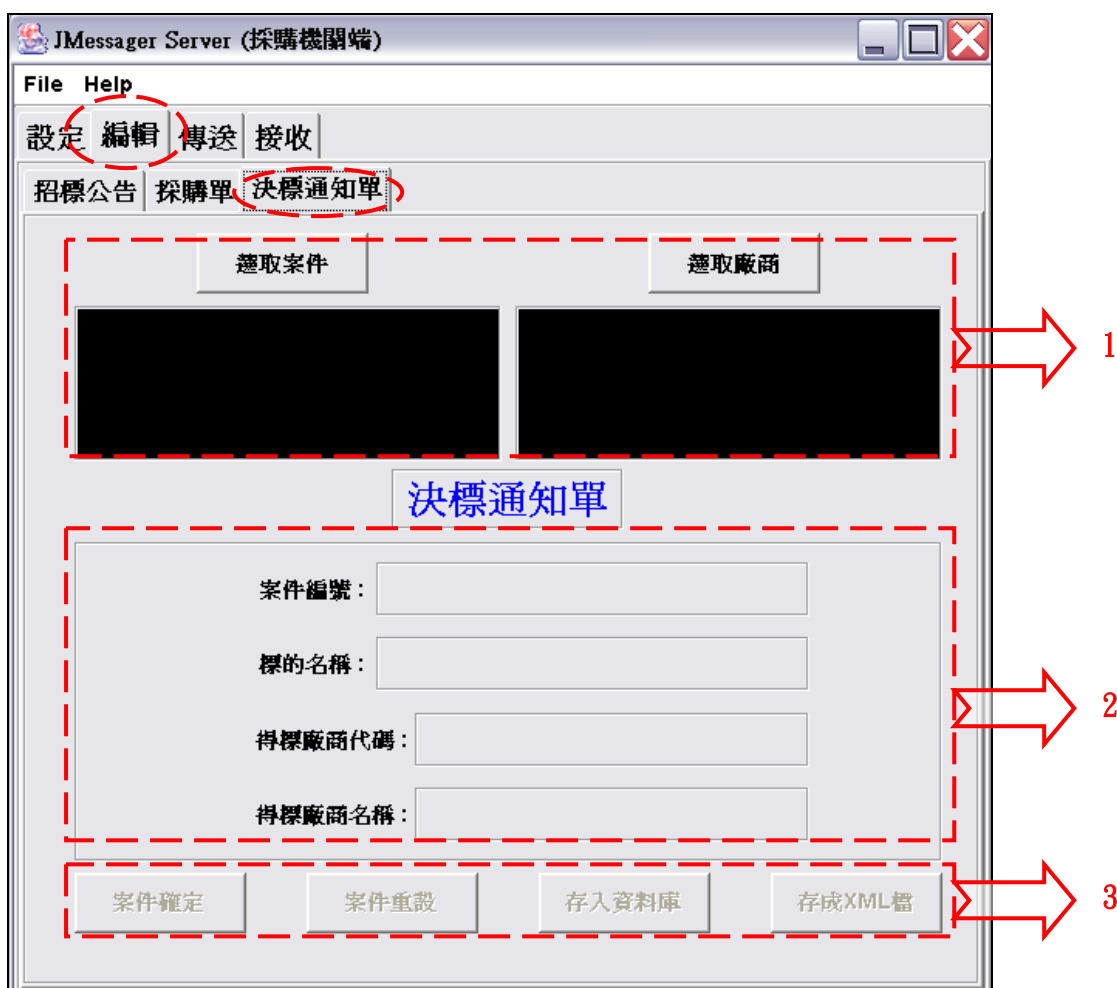 JMessager Server (採購機關端)
File Help
設定 編輯 傳送 接收
招標公告 採購單 決標通知單
選取案件 選取廠商
1
決標通知單
案件編號：
標的名稱：
2
得標廠商代碼：
得標廠商名稱：
案件確定 案件重設 存入資料庫 存成XML檔
3